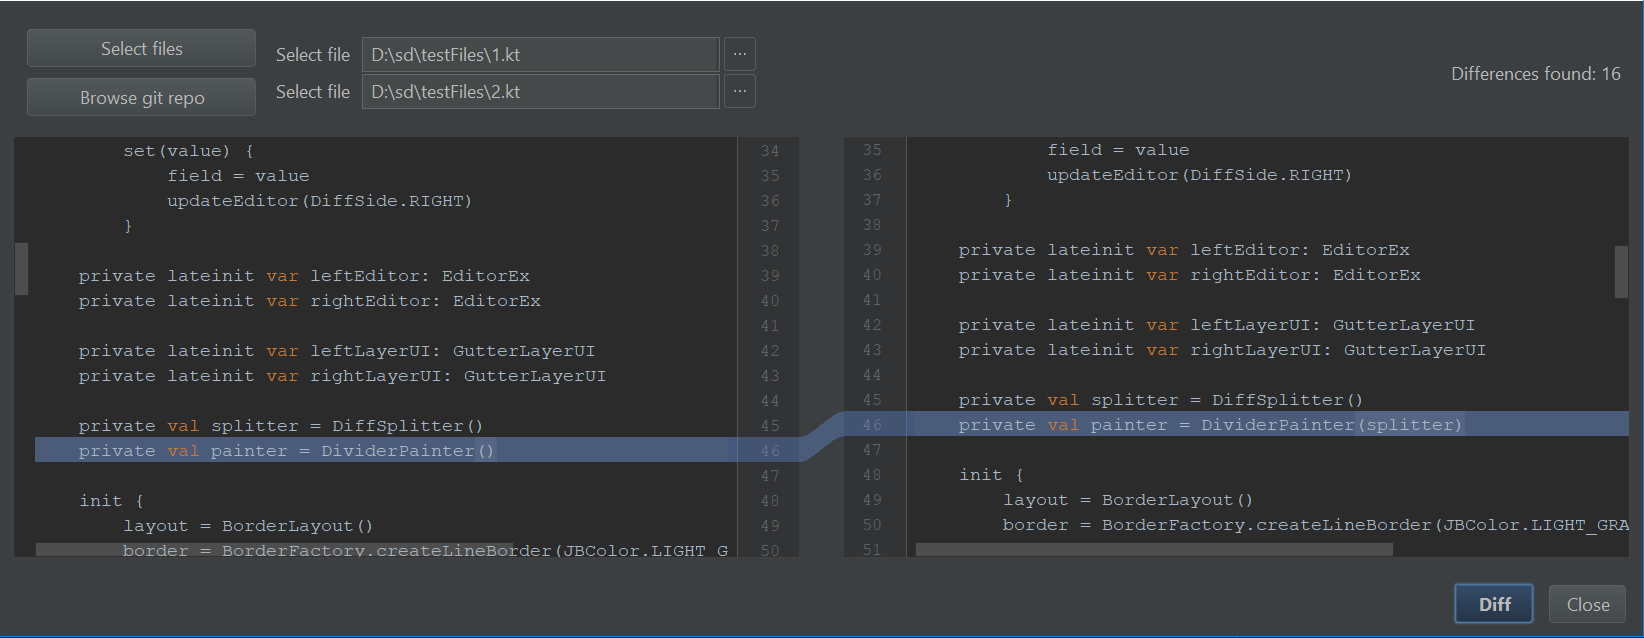 Select files
Browse git repo
Select file D:\sd\testFiles\1.kt ...
Select file D:\sd\testFiles\2.kt ...
Differences found: 16
set(value) { 34
field = value 35
updateEditor(DiffSide.RIGHT) 36
} 37
38
private lateinit var leftEditor: EditorEx 39
private lateinit var rightEditor: EditorEx 40
41
private lateinit var leftLayerUI: GutterLayerUI 42
private lateinit var rightLayerUI: GutterLayerUI 43
44
private val splitter = DiffSplitter() 45
private val painter = DividerPainter() 46
47
init { 48
layout = BorderLayout() 49
border = BorderFactory.createLineBorder(JBColor.LIGHT_G 50
35 field = value
36 updateEditor(DiffSide.RIGHT)
37 }
38
39 private lateinit var leftEditor: EditorEx
40 private lateinit var rightEditor: EditorEx
41
42 private lateinit var leftLayerUI: GutterLayerUI
43 private lateinit var rightLayerUI: GutterLayerUI
44
45 private val splitter = DiffSplitter()
46 private val painter = DividerPainter(splitter)
47
48 init {
49 layout = BorderLayout()
50 border = BorderFactory.createLineBorder(JBColor.LIGHT_GRA
51
Diff
Close